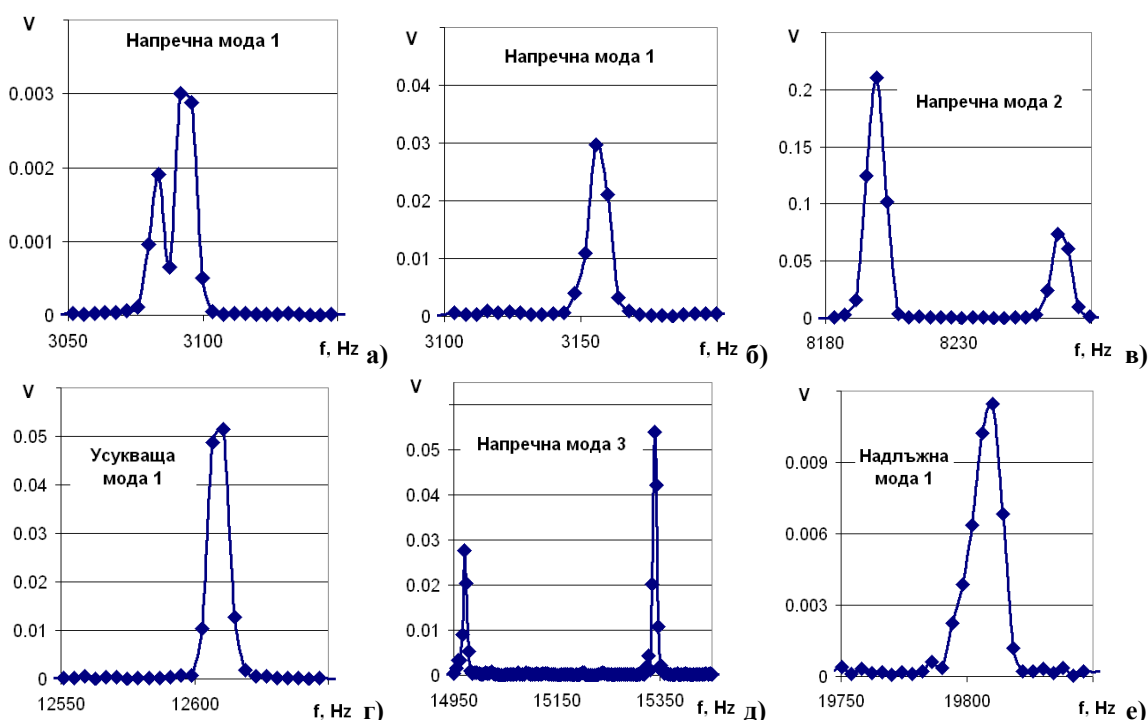 V
Напречна мода 1
0.003
0.002
0.001
0
3050
3100
f, Hz
а)
V
Напречна мода 1
0.04
0.03
0.02
0.01
0
3100
3150
f, Hz
б)
V
Напречна мода 2
0.2
0.15
0.1
0.05
0
8180
8230
f, Hz
в)
V
Усукваща
мода 1
0.05
0.04
0.03
0.02
0.01
0
12550
12600
f, Hz
г)
V
Напречна мода 3
0.05
0.04
0.03
0.02
0.01
0
14950
15150
15350
f, Hz
д)
V
Надлъжна
мода 1
0.009
0.006
0.003
0
19750
19800
f, Hz
е)